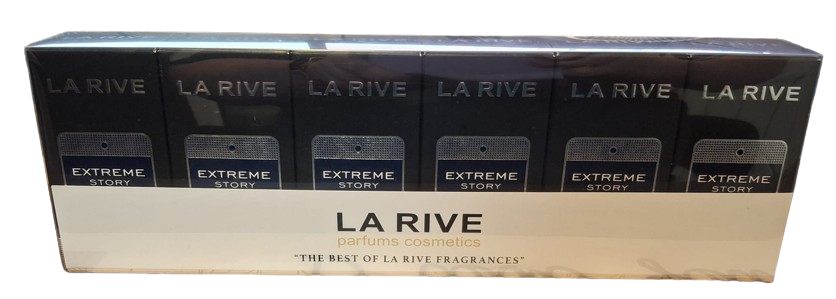 LA RIVE LA RIVE LA RIVE LA RIVE LA RIVE LA RIVE
EXTREME EXTREME EXTREME EXTREME EXTREME EXTREME
STORY STORY STORY STORY STORY STORY
LA RIVE
parfums cosmetics
"THE BEST OF LA RIVE FRAGRANCES"